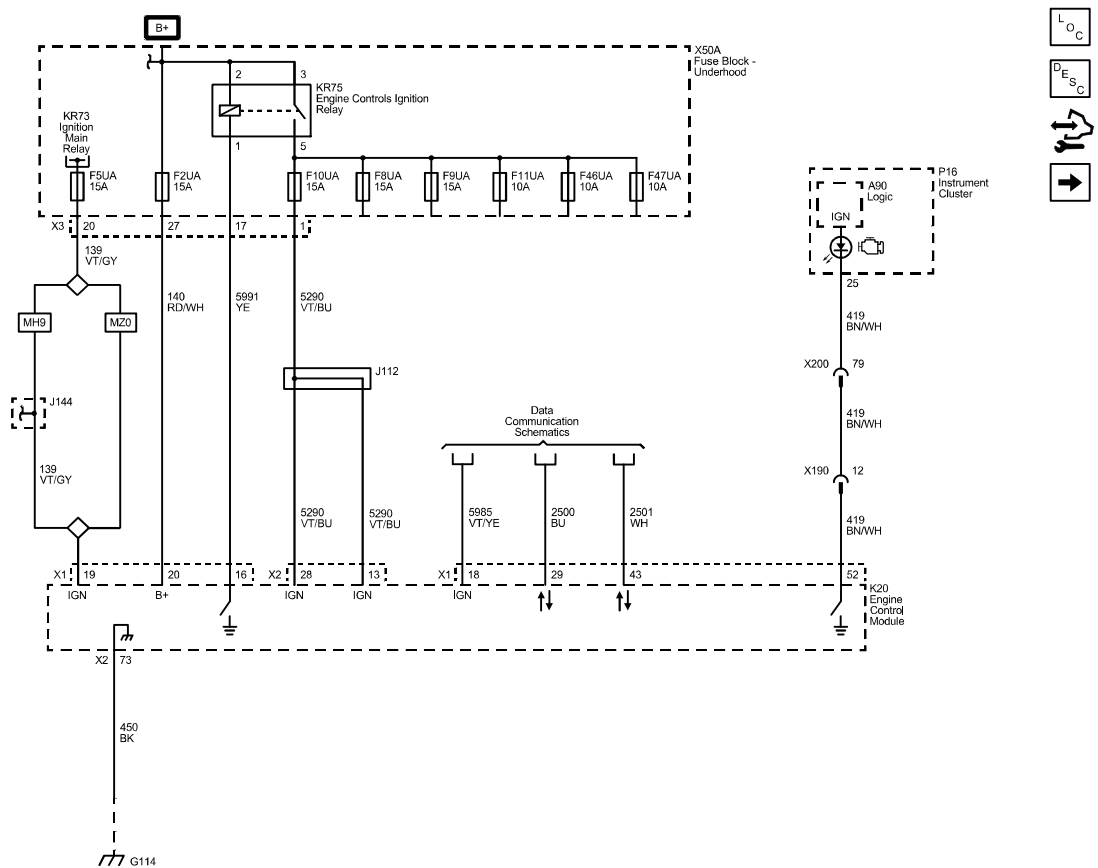 B+
L
O
C
X50A
Fuse Block -
Underhood
2
3
D
E
S
C
KR75
Engine Controls Ignition
Relay
KR73
Ignition
Main
Relay
1
5
F5UA
15A
F2UA
15A
F10UA
15A
F8UA
15A
F9UA
15A
F11UA
10A
F46UA
10A
F47UA
10A
P16
Instrument
Cluster
A90
Logic
IGN
X3
20
27
17
1
139
VT/GY
25
140
RD/WH
5991
YE
5290
VT/BU
419
BN/WH
MH9
MZ0
X200
79
J112
J144
Data
Communication
Schematics
419
BN/WH
139
VT/GY
X190
12
5290
VT/BU
5290
VT/BU
5985
VT/YE
2500
BU
2501
WH
419
BN/WH
X1
19
20
16
X2
28
13
X1
18
29
43
52
IGN
B+
IGN
IGN
IGN
K20
Engine
Control
Module
X2
73
450
BK
G114